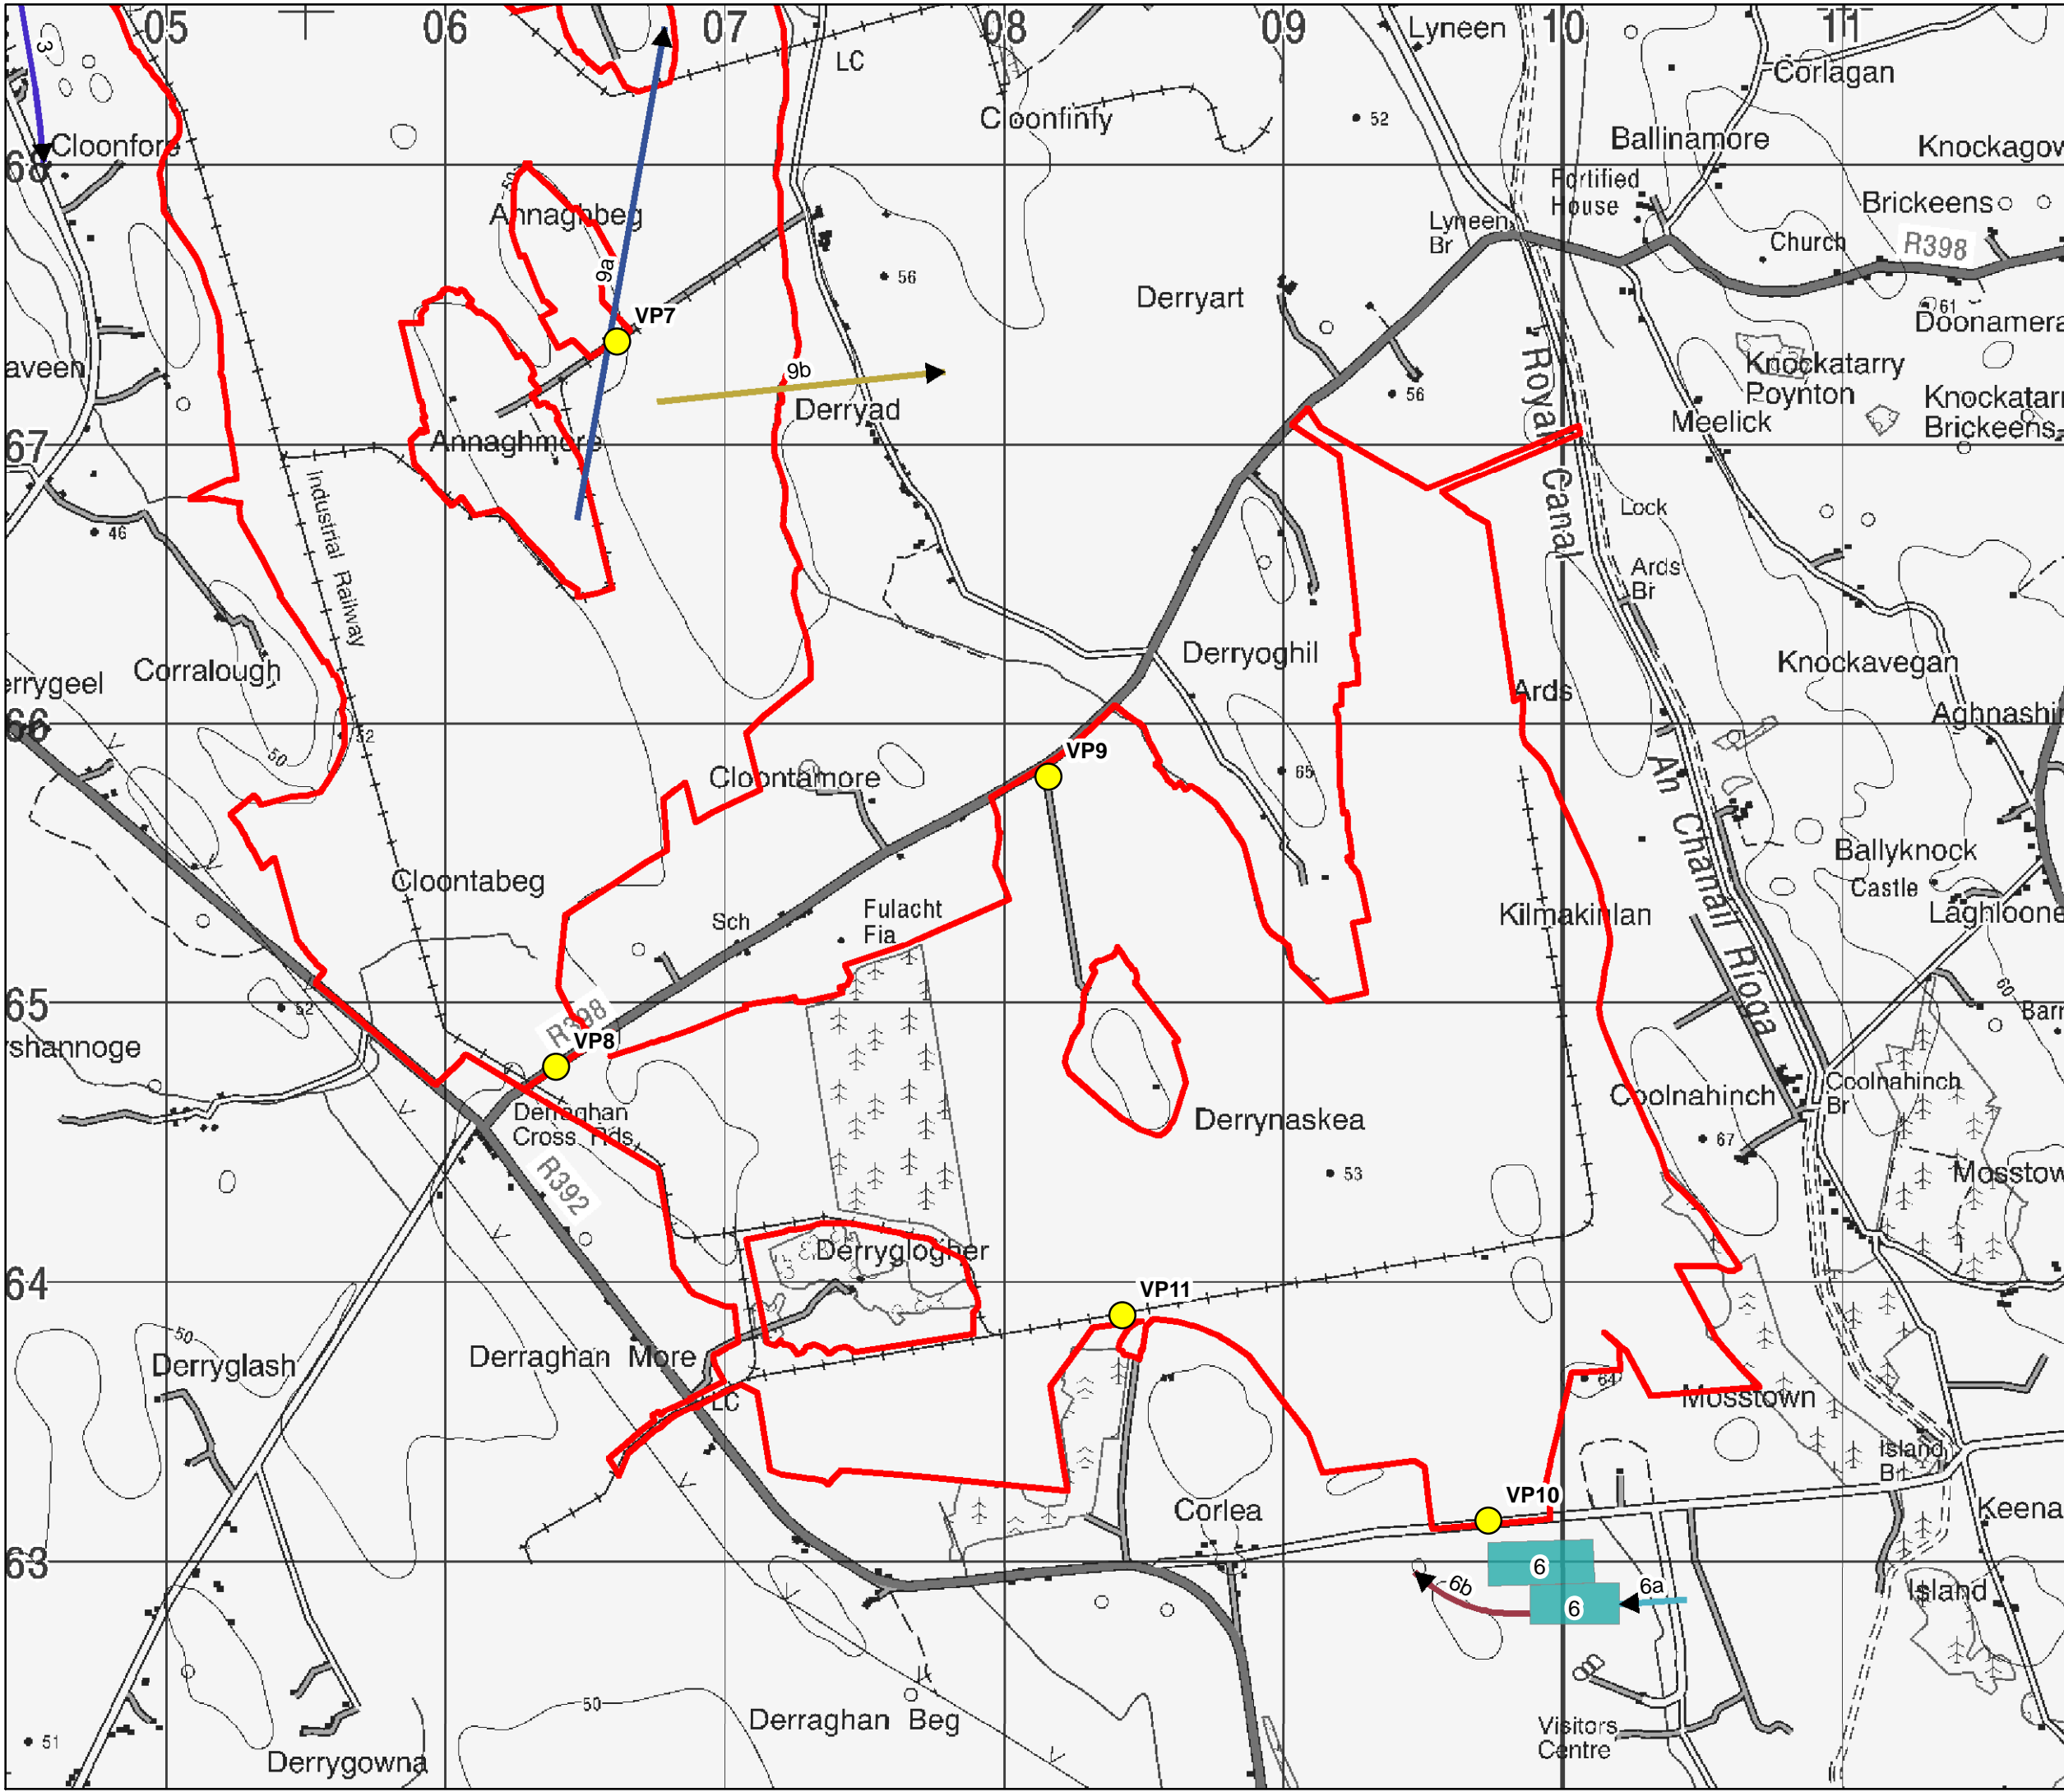 05
06
07
08
09
10
11
3
LC
Lyneen
Corlagan
Cloonfinfy
52
Ballinamore
Knockagow
Cloonfore
68
50
Annaghbeg
Fortified
House
Brickeens
Lyneen
Br
Church
R398
9a
56
Derryart
61
Doonamera
VP7
aveen
9b
Derryad
56
Royal Canal
Knockatarry
Poynton
Knockatarr
Brickeens
Meelick
67
Annaghmore
Industrial Railway
46
Lock
Ards
Br
Corralough
Derryoghil
Knockavegan
errygeel
Ards
66
52
50
Aghnashin
VP9
Cloontamore
65
An Chanáil Ríoga
Cloontabeg
Ballyknock
Castle
Sch
Fulacht
Fia
Kilmakinlan
Laghloone
65
52
R398
60
Barr
VP8
shannoge
Coolnahinch
Coolnahinch
Br
Derraghan
Cross Rds
Derrynaskea
67
53
R392
Mosstow
Derryglogher
64
VP11
50
Derryglash
Derraghan More
64
LC
Mosstown
Island
Br
VP10
Corlea
Keena
63
6
6b
6
6a
Island
50
51
Derraghan Beg
Visitors
Centre
Derrygowna